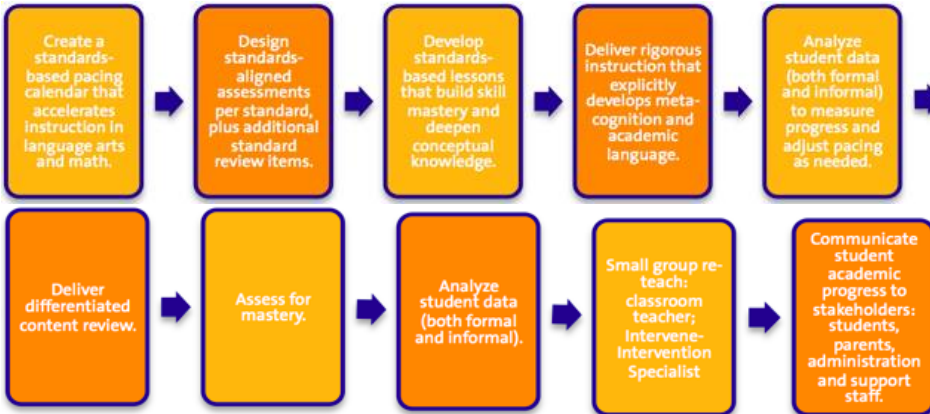 Create a
standards-
based pacing
calendar that
accelerates
instruction in
language arts
and math.
Design
standards-
aligned
assessments
per standard,
plus additional
standard
review items.
Develop
standards-
based lessons
that build skill
mastery and
deepen
conceptual
knowledge.
Deliver rigorous
instruction that
explicitly
develops meta-
cognition and
academic
language.
Analyze
student data
(both formal
and informal)
to measure
progress and
adjust pacing
as needed.
Deliver
differentiated
content review.
Assess for
mastery.
Analyze
student data
(both formal
and informal).
Small group re-
teach:
classroom
teacher;
Intervene-
Intervention
Specialist
Communicate
student
academic
progress to
stakeholders:
students,
parents,
administration
and support
staff.